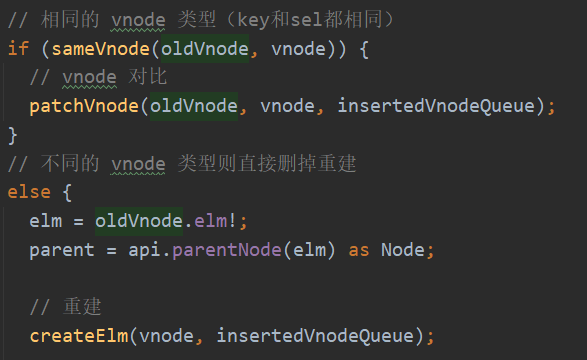 // 相同的 vnode 类型（key和sel都相同）
if (sameVnode(oldVnode, vnode)) {
// vnode 对比
patchVnode(oldVnode, vnode, insertedVnodeQueue);
}
// 不同的 vnode 类型则直接删掉重建
else {
elm = oldVnode.elm!;
parent = api.parentNode(elm) as Node;
// 重建
createElm(vnode, insertedVnodeQueue);